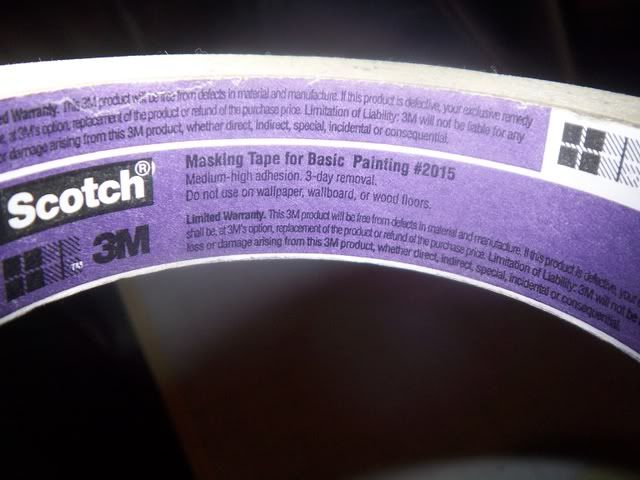 ed Warranty. This 3M product will be free from defects in material and manufacture. If this product is defective, your exclusive remedy
at 3M's option, replacement of the product or refund of the purchase price. Limitation of Liability: 3M will not be liable for any
or damage arising from this 3M product, whether direct, indirect, special, incidental or consequential.
Scotch®
TM 3M
Masking Tape for Basic Painting #2015
Medium-high adhesion. 3-day removal.
Do not use on wallpaper, wallboard, or wood floors.
Limited Warranty. This 3M product will be free from defects in material and manufacture. If this product is defective, your
shall be, at 3M's option, replacement of the product or refund of the purchase price. Limitation of Liability: 3M will not be
loss or damage arising from this 3M product, whether direct, indirect, special, incidental or consequential.